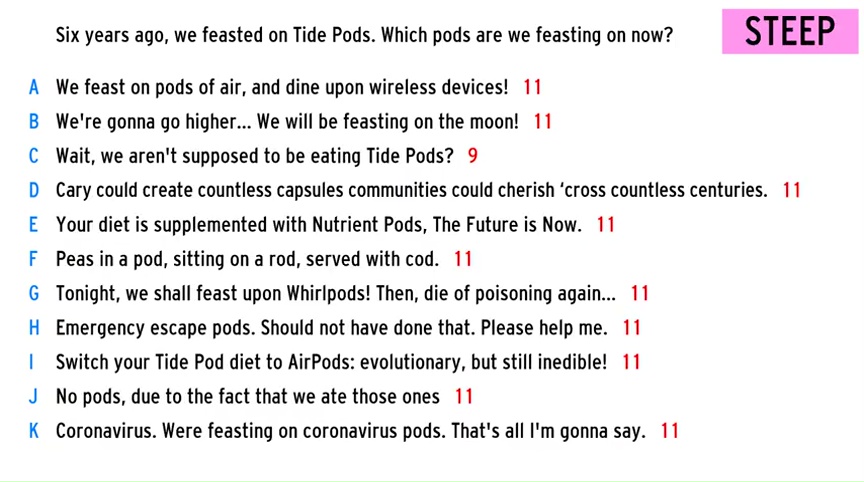 Six years ago, we feasted on Tide Pods. Which pods are we feasting on now?
STEEP
A We feast on pods of air, and dine upon wireless devices! 11
B We're gonna go higher... We will be feasting on the moon! 11
C Wait, we aren't supposed to be eating Tide Pods? 9
D Cary could create countless capsules communities could cherish ‘cross countless centuries. 11
E Your diet is supplemented with Nutrient Pods, The Future is Now. 11
F Peas in a pod, sitting on a rod, served with cod. 11
G Tonight, we shall feast upon Whirlpods! Then, die of poisoning again... 11
H Emergency escape pods. Should not have done that. Please help me. 11
I Switch your Tide Pod diet to AirPods: evolutionary, but still inedible! 11
J No pods, due to the fact that we ate those ones 11
K Coronavirus. Were feasting on coronavirus pods. That's all I'm gonna say. 11